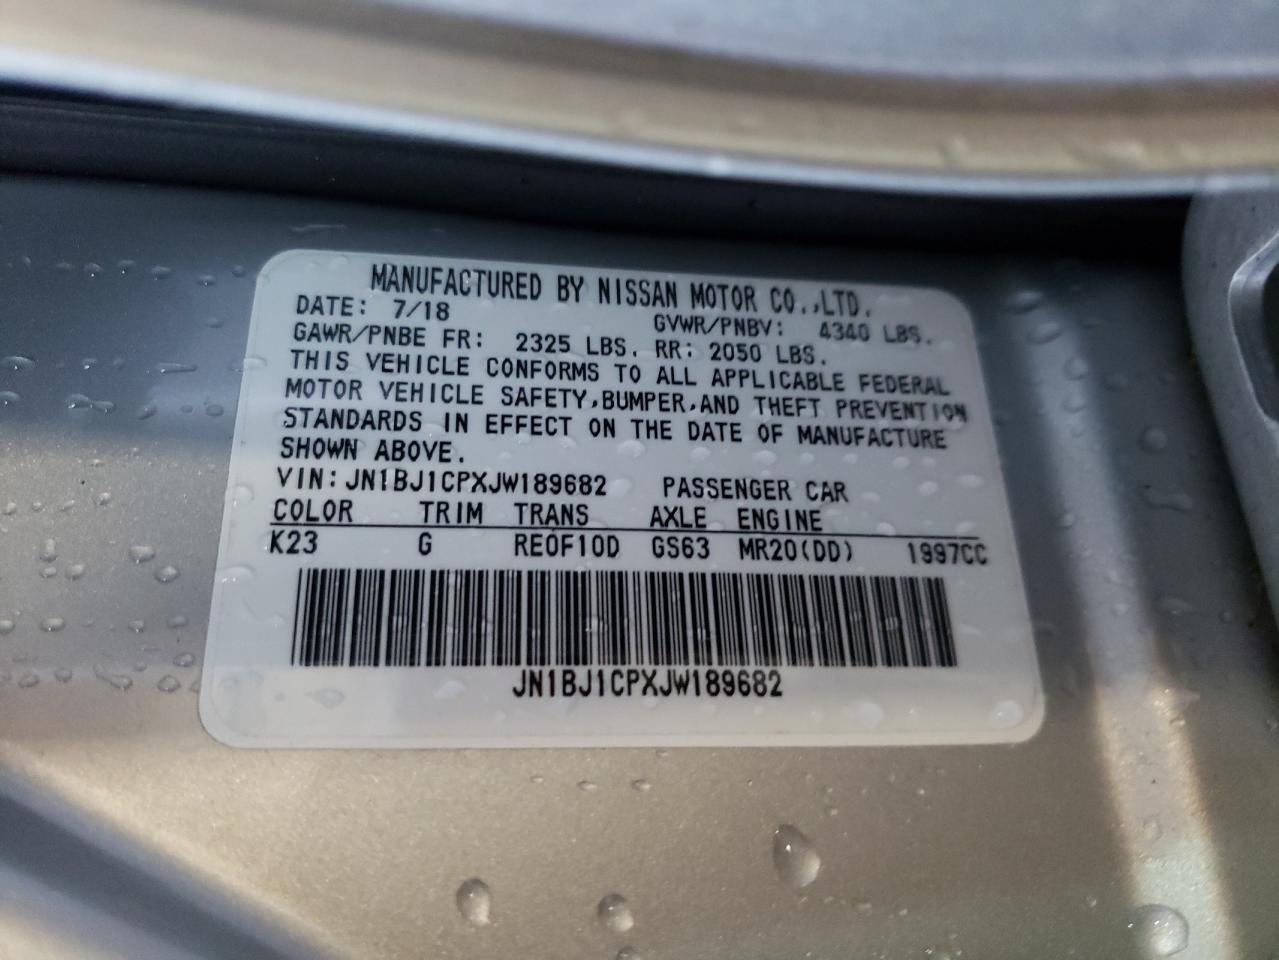 MANUFACTURED BY NISSAN MOTOR CO.,LTD.
DATE: 7/18 GVWR/PNBV: 4340 LBS.
GAWR/PNBE FR: 2325 LBS. RR: 2050 LBS.
THIS VEHICLE CONFORMS TO ALL APPLICABLE FEDERAL
MOTOR VEHICLE SAFETY,BUMPER,AND THEFT PREVENTION
STANDARDS IN EFFECT ON THE DATE OF MANUFACTURE
SHOWN ABOVE.
VIN:JN1BJ1CPXJW189682 PASSENGER CAR
COLOR TRIM TRANS AXLE ENGINE
K23 G RE0F10D GS63 MR20(DD) 1997CC
JN1BJ1CPXJW189682